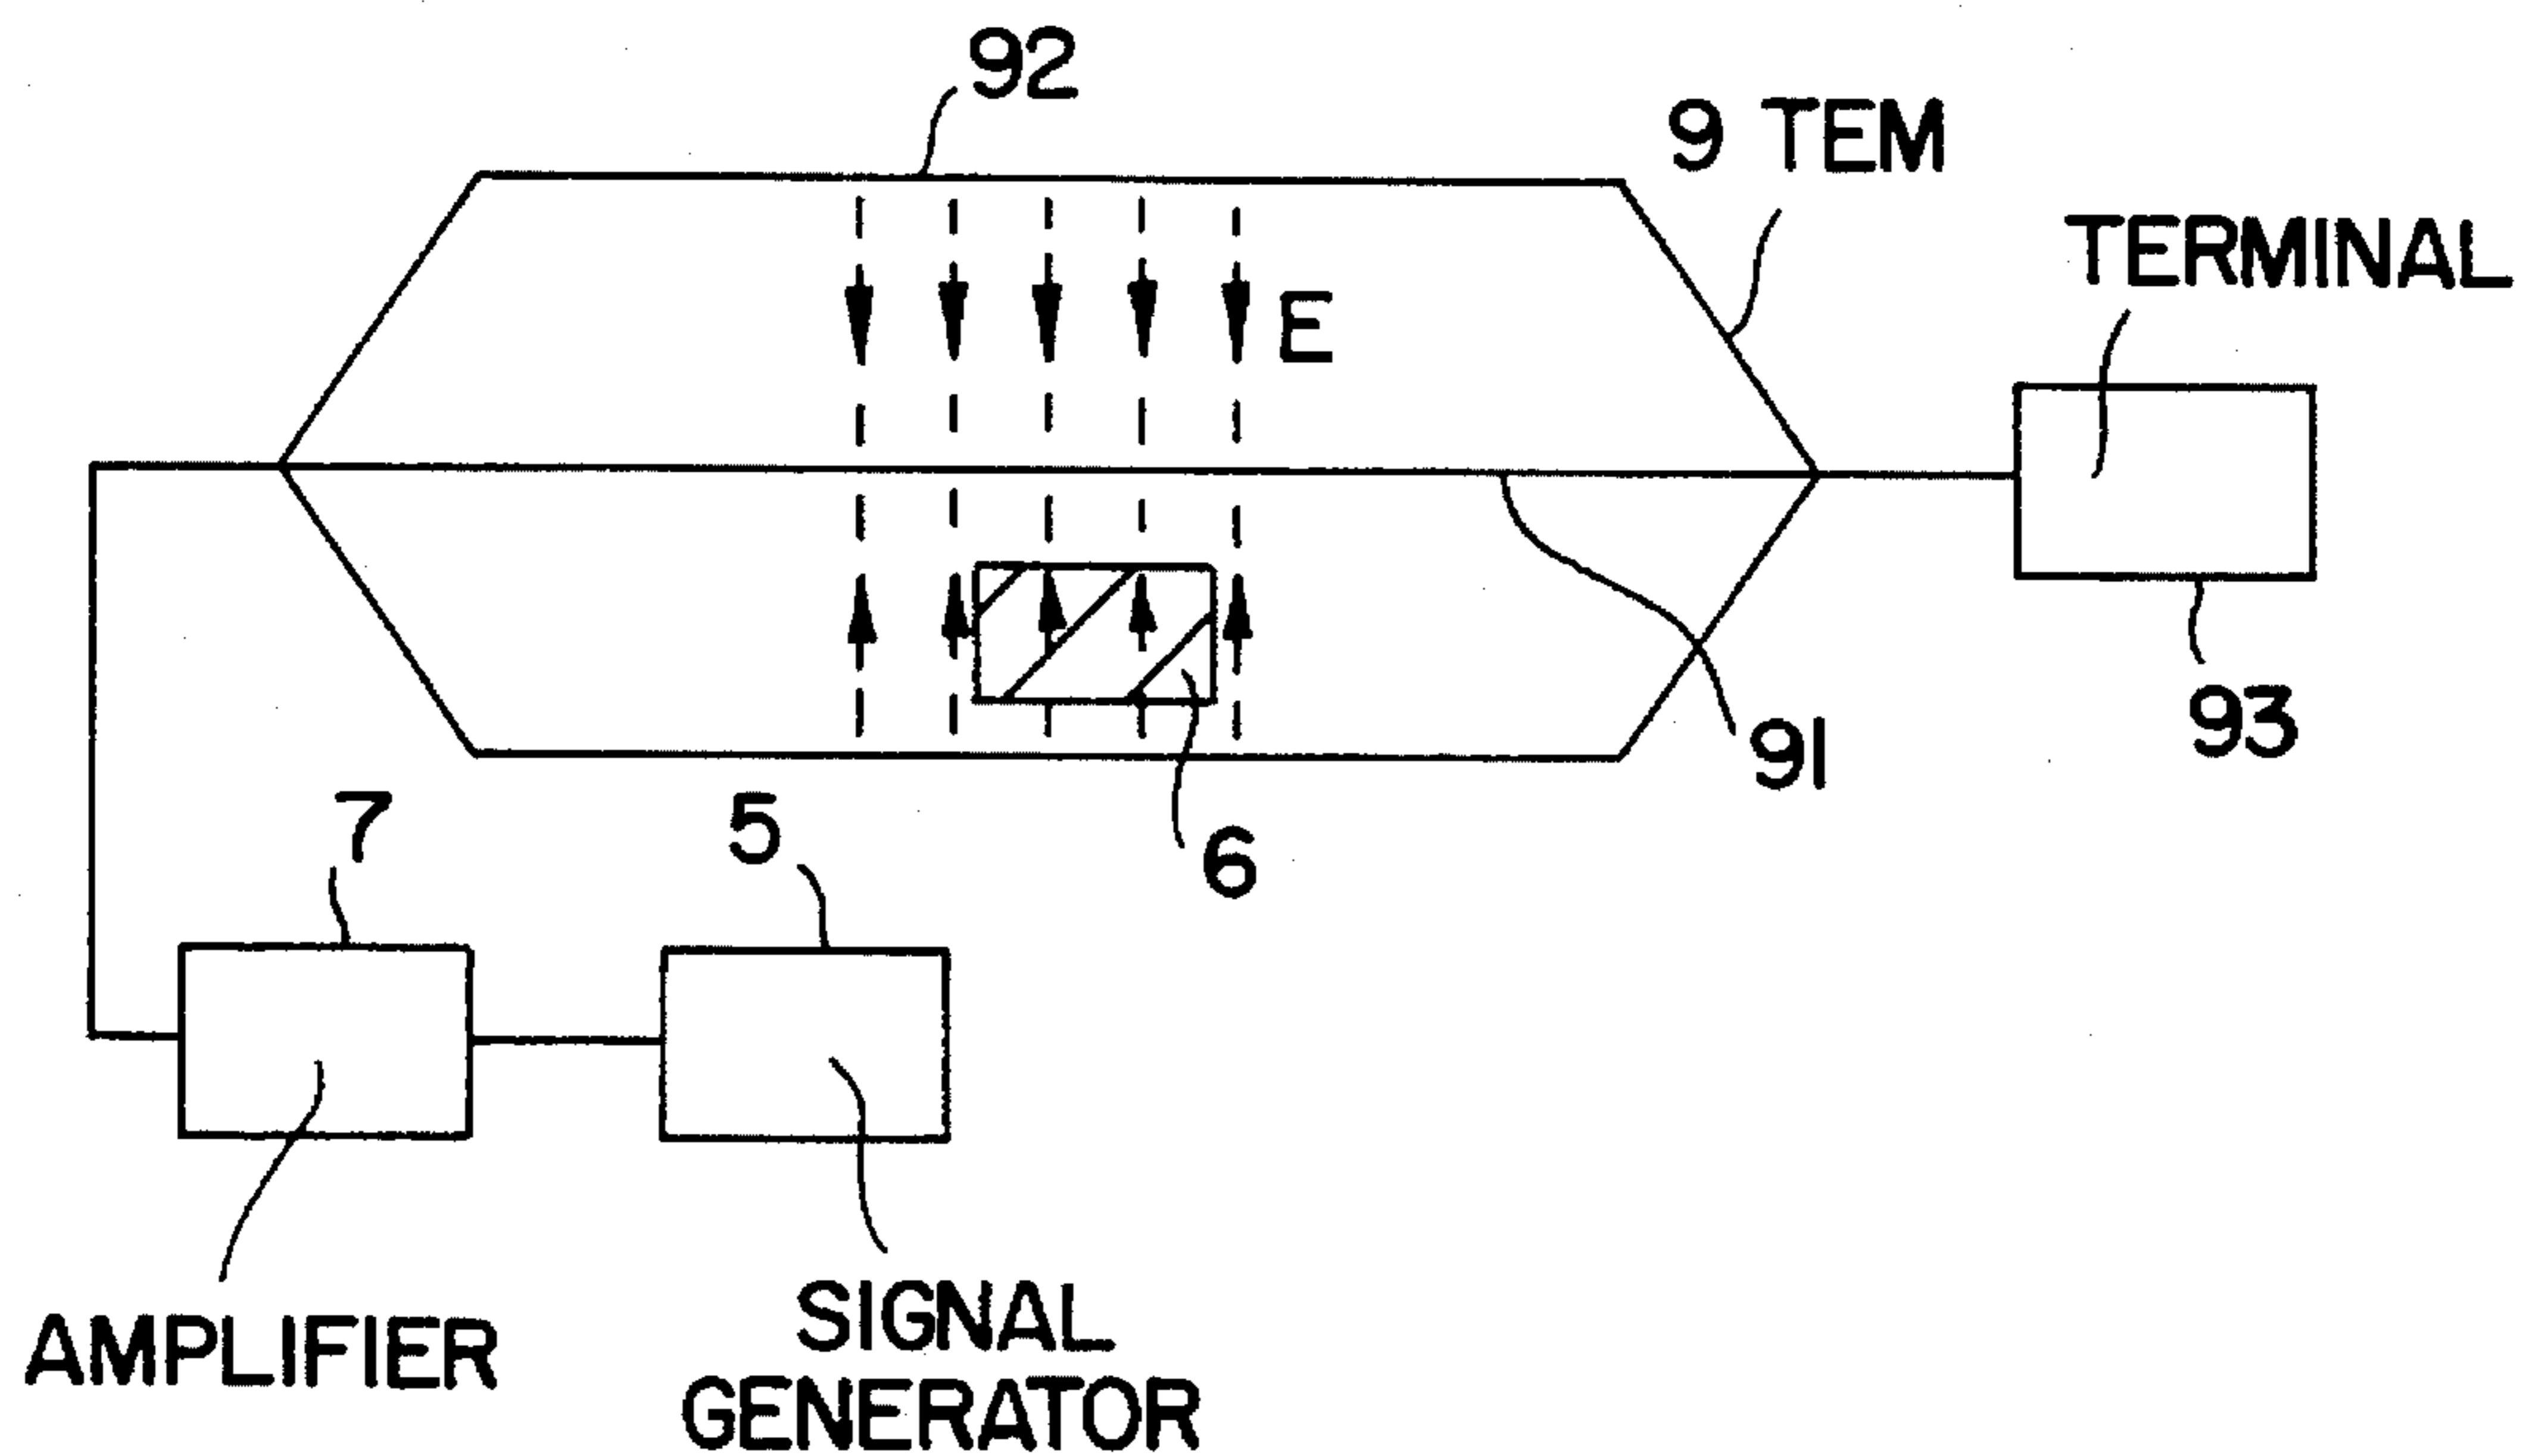 92
9 TEM
TERMINAL
E
91
93
7
5
6
AMPLIFIER
SIGNAL
GENERATOR